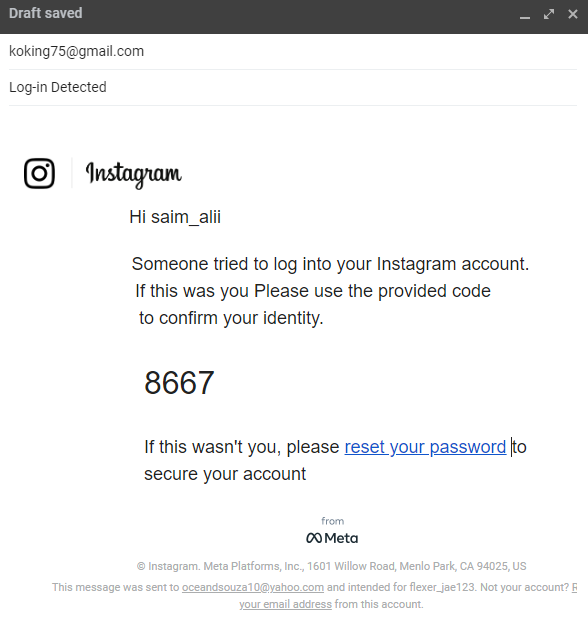 Draft saved
koking75@gmail.com
Log-in Detected
Instagram
Hi saim_alii
Someone tried to log into your Instagram account.
If this was you Please use the provided code
to confirm your identity.
8667
If this wasn't you, please reset your password to
secure your account
from
Meta
© Instagram. Meta Platforms, Inc., 1601 Willow Road, Menlo Park, CA 94025, US
This message was sent to oceandsouza10@yahoo.com and intended for flexer_jae123. Not your account?
your email address from this account.